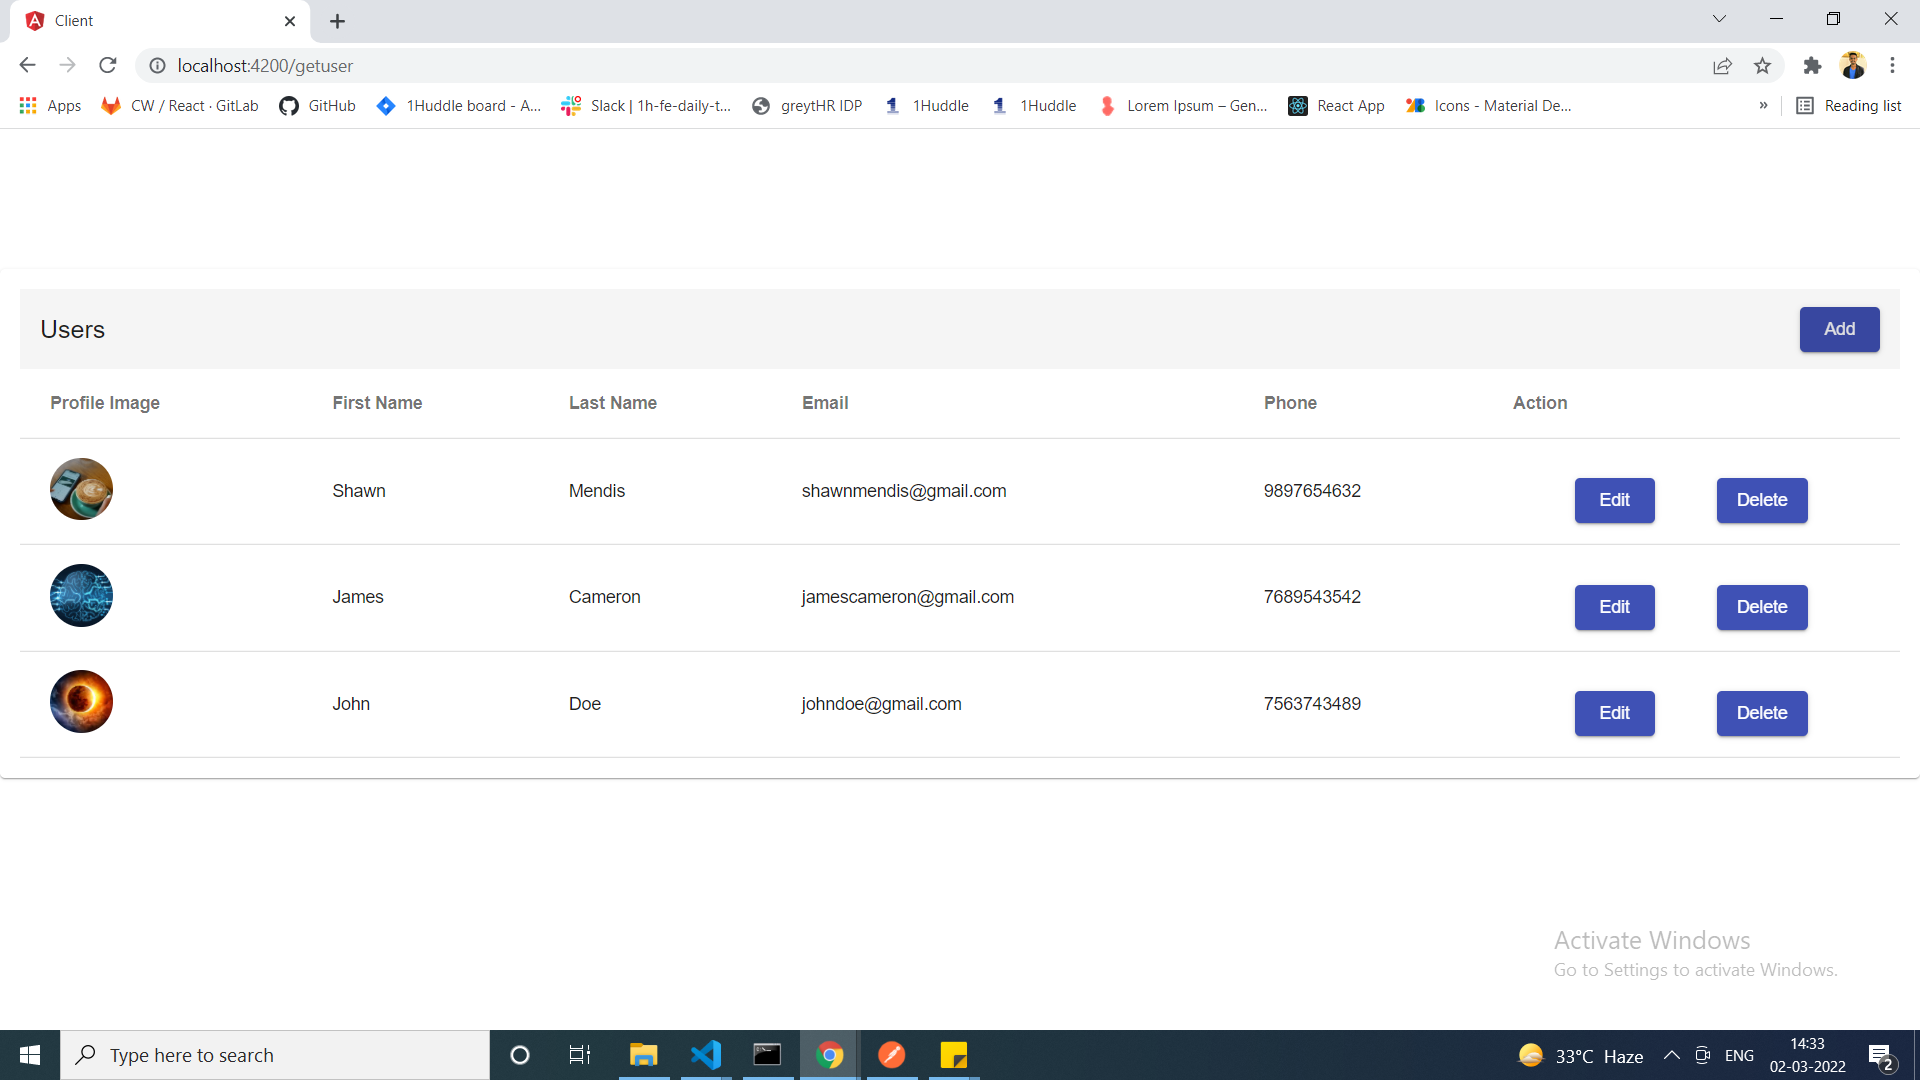 Client
localhost:4200/getuser
Apps CW / React · GitLab GitHub 1Huddle board - A... Slack | 1h-fe-daily-t... greytHR IDP 1 1Huddle 1 1Huddle Lorem Ipsum – Gen... React App Icons - Material De... » Reading list
Users Add
Profile Image First Name Last Name Email Phone Action
Shawn Mendis shawnmendis@gmail.com 9897654632 Edit Delete
James Cameron jamescameron@gmail.com 7689543542 Edit Delete
John Doe johndoe@gmail.com 7563743489 Edit Delete
Activate Windows
Go to Settings to activate Windows.
Type here to search 33°C Haze ENG 14:33
02-03-2022 2